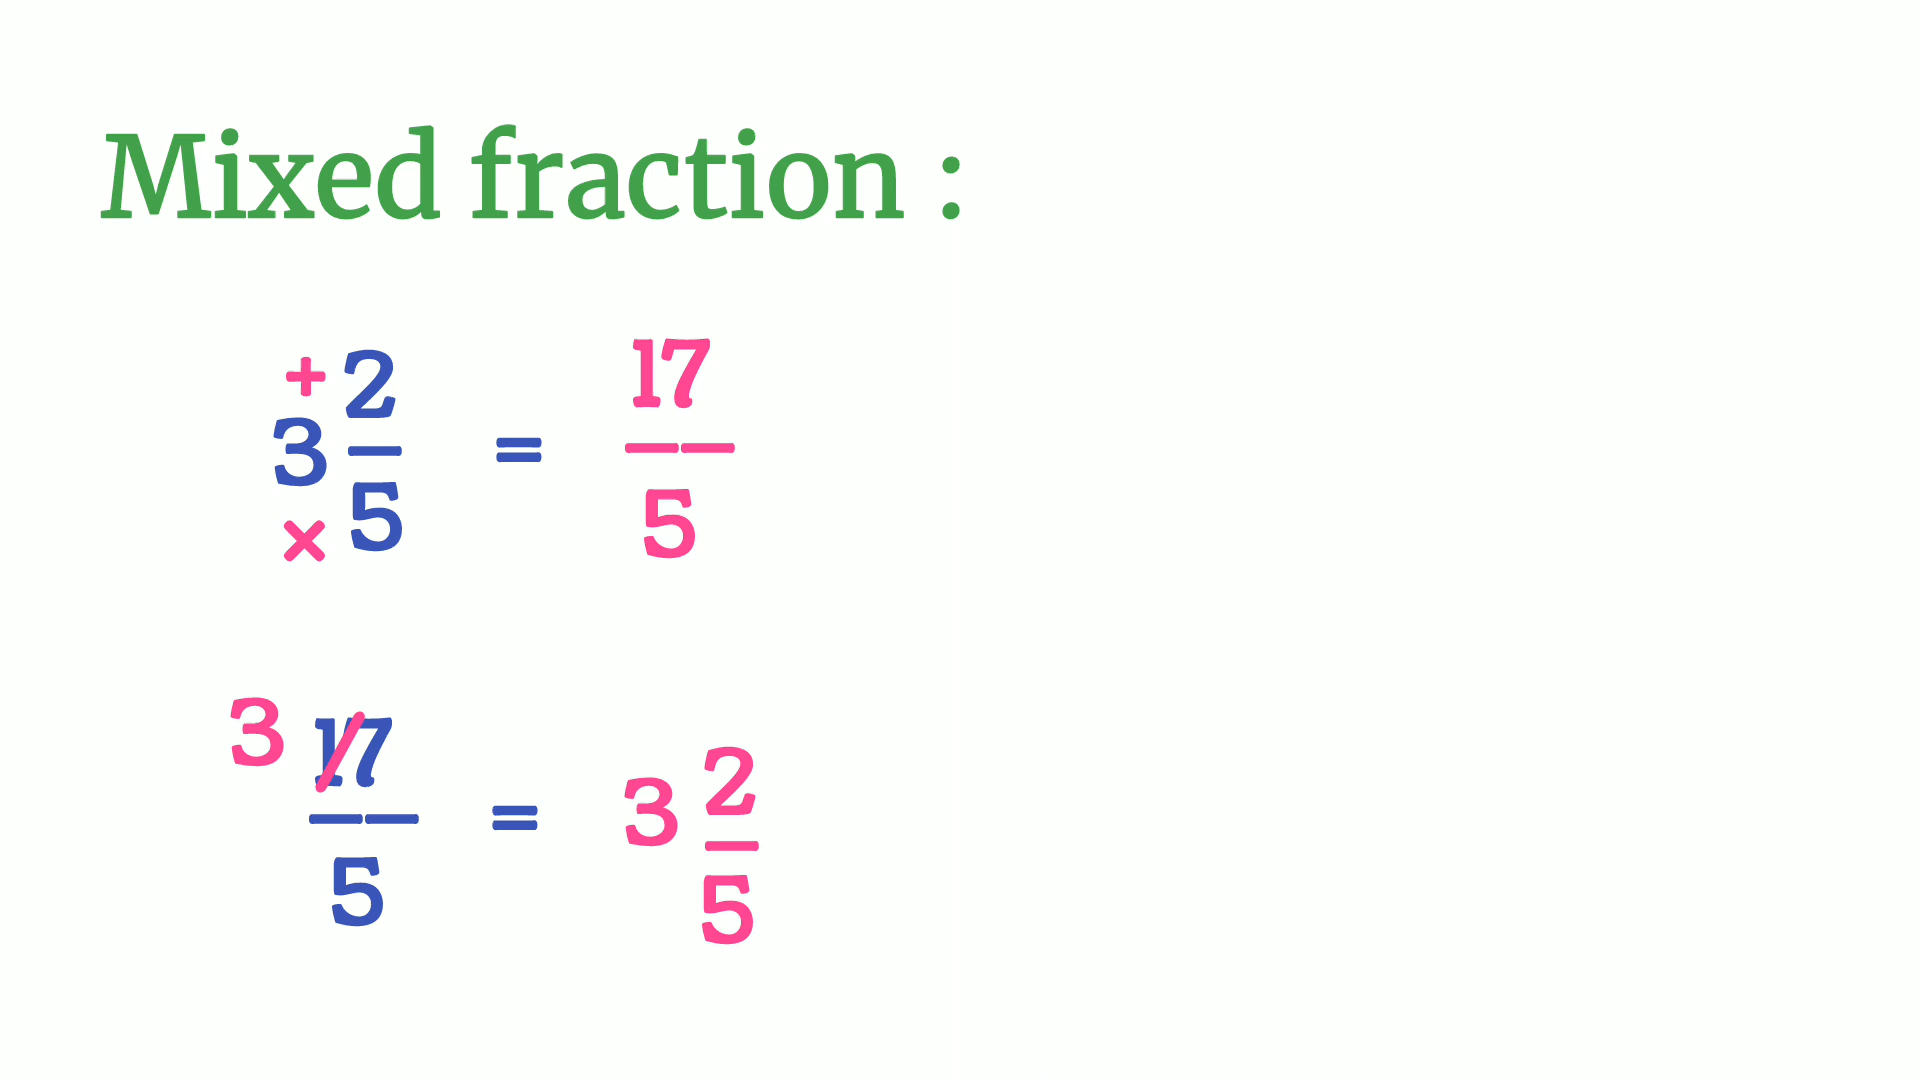 Mixed fraction :
+ 2
3 — = 17
× 5 5
3 17 = 3 2
5 5